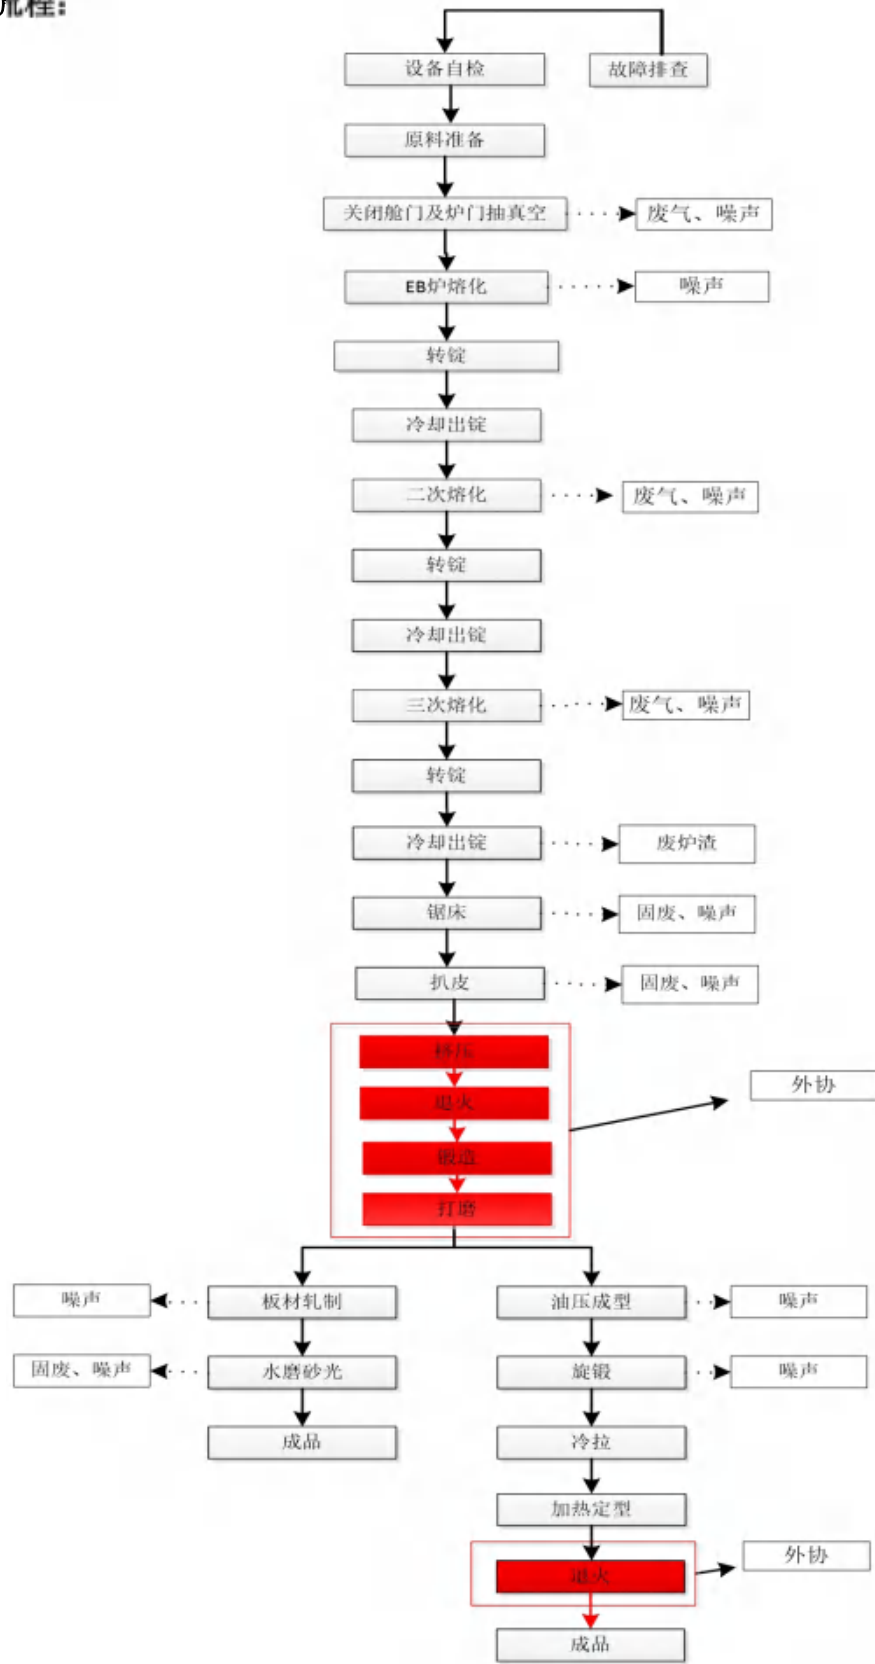 流程:
设备自检 故障排查
原料准备
关闭舱门及炉门抽真空 废气、噪声
EB炉熔化 噪声
转锭
冷却出锭
二次熔化 废气、噪声
转锭
冷却出锭
三次熔化 废气、噪声
转锭
冷却出锭 废炉渣
锯床 固废、噪声
扒皮 固废、噪声
挤压
退火 外协
锻造
打磨
噪声 板材轧制 油压成型 噪声
固废、噪声 水磨砂光 旋锻 噪声
成品 冷拉
加热定型
退火 外协
成品